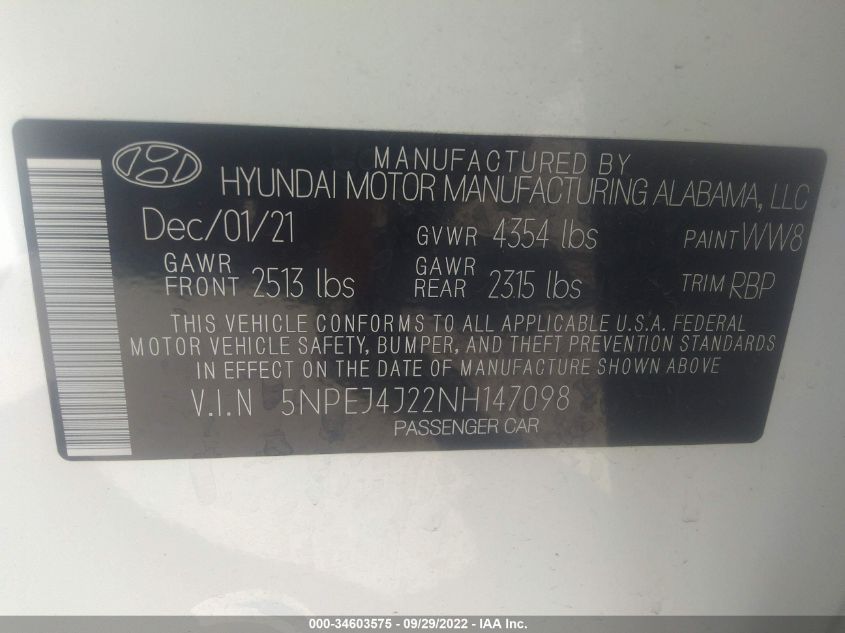 MANUFACTURED BY
HYUNDAI MOTOR MANUFACTURING ALABAMA, LLC
Dec/01/21 GVWR 4354 lbs PAINT WW8
GAWR FRONT 2513 lbs GAWR REAR 2315 lbs TRIM RBP
THIS VEHICLE CONFORMS TO ALL APPLICABLE U.S.A. FEDERAL
MOTOR VEHICLE SAFETY, BUMPER, AND THEFT PREVENTION STANDARDS
IN EFFECT ON THE DATE OF MANUFACTURE SHOWN ABOVE
V.I.N 5NPEJ4J22NH147098
PASSENGER CAR
000-34603575 - 09/29/2022 - IAA Inc.